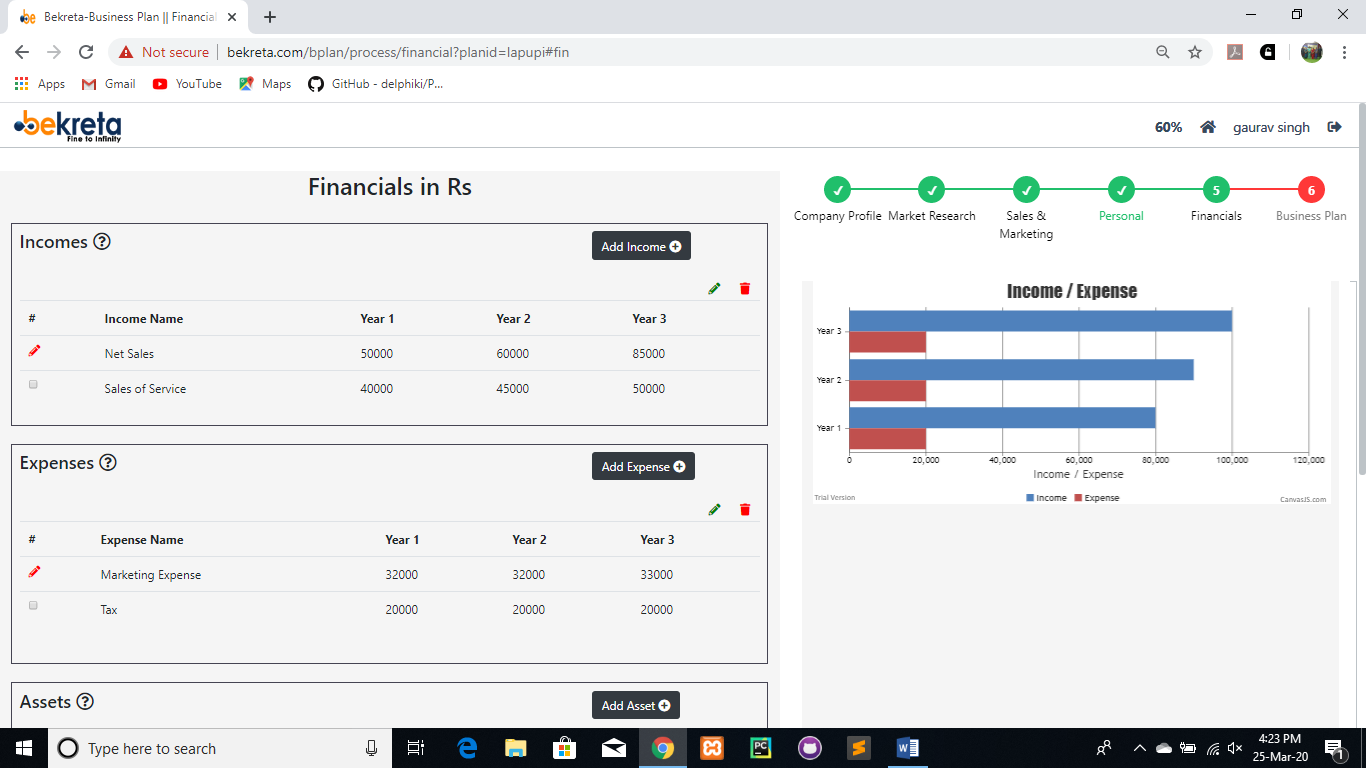 Bekreta-Business Plan || Financial
Not secure | bekreta.com/bplan/process/financial?planid=lapupi#fin
Apps Gmail YouTube Maps GitHub - delphiki/P...
bekreta
Fine to Infinity
60% gaurav singh
Financials in Rs
Incomes
Add Income
# Income Name Year 1 Year 2 Year 3
Net Sales 50000 60000 85000
Sales of Service 40000 45000 50000
Expenses
Add Expense
# Expense Name Year 1 Year 2 Year 3
Marketing Expense 32000 32000 33000
Tax 20000 20000 20000
Assets
Add Asset
5 6
Company Profile Market Research Sales & Marketing Personal Financials Business Plan
Income / Expense
Year 3
Year 2
Year 1
0 20,000 40,000 60,000 80,000 100,000 120,000
Income / Expense
Trial Version
Income Expense
CanvasJS.com
Type here to search
PC
W
4:23 PM
25-Mar-20
1